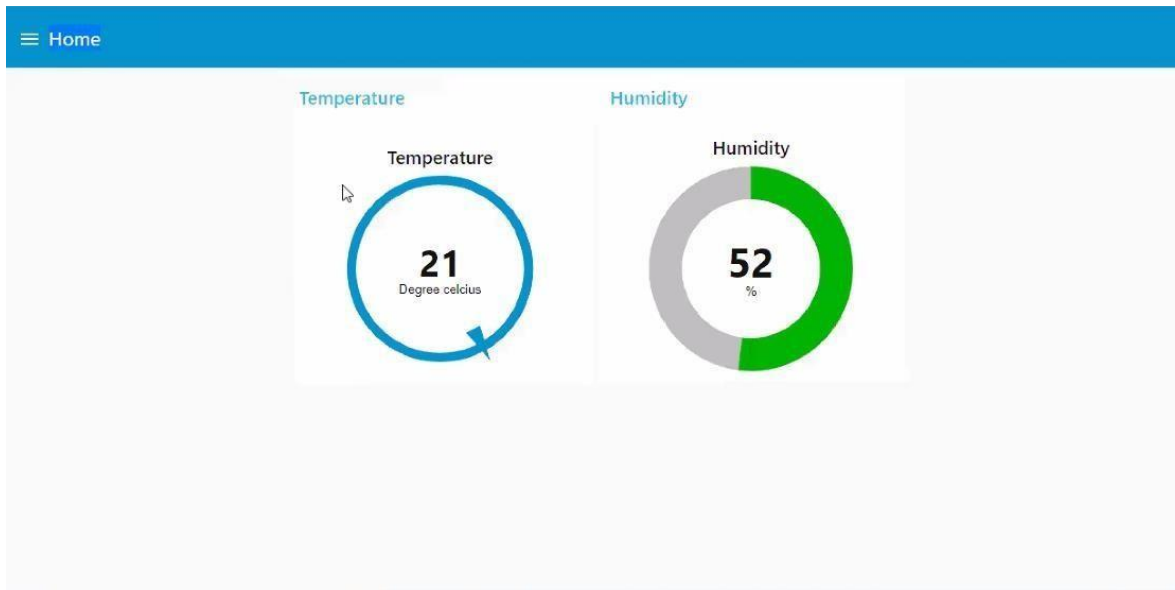 Home
Temperature
Humidity
Temperature
21
Degree celcius
Humidity
52
%